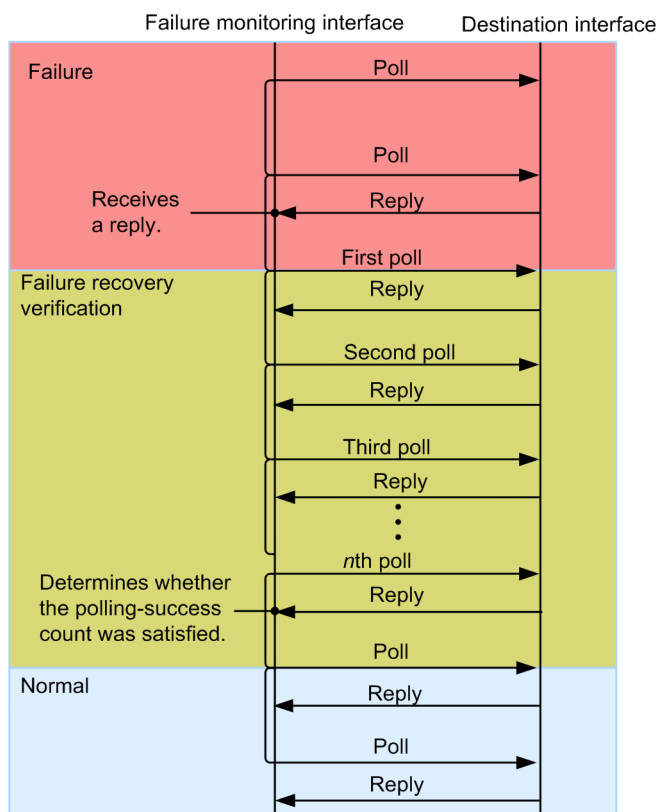 Failure monitoring interface
Destination interface
Failure
Poll
Poll
Receives
a reply.
Reply
First poll
Failure recovery
verification
Reply
Second poll
Reply
Third poll
Reply
nth poll
Determines whether
the polling-success
count was satisfied.
Reply
Poll
Normal
Reply
Poll
Reply